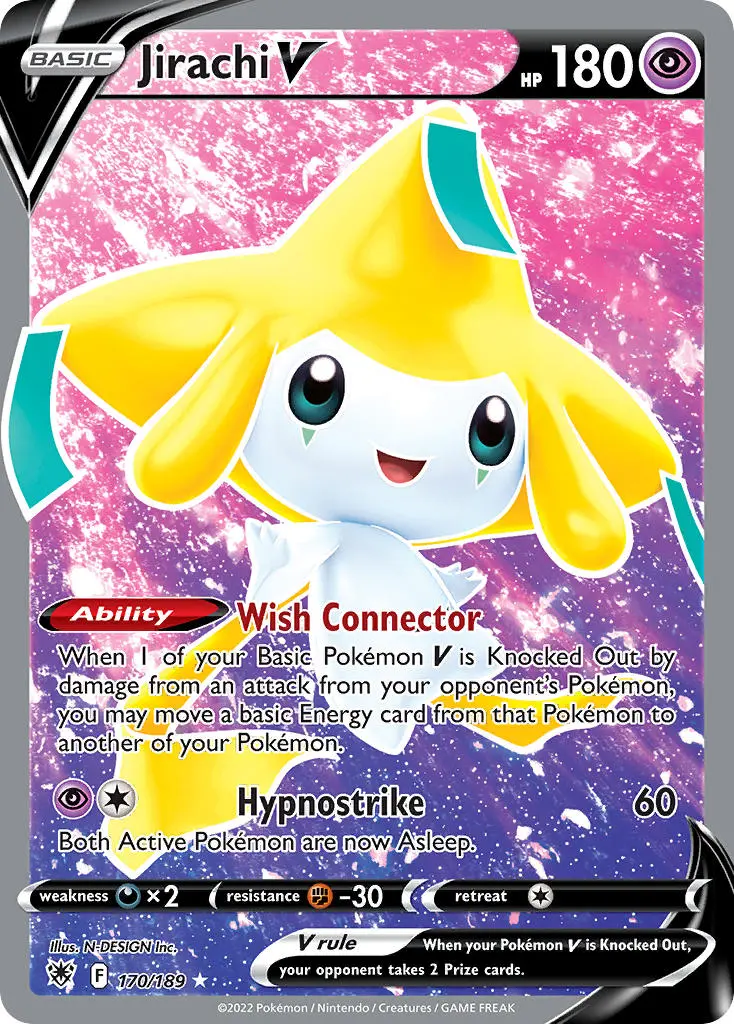 BASIC Jirachi V HP 180
Ability Wish Connector
When 1 of your Basic Pokémon V is Knocked Out by
damage from an attack from your opponent's Pokémon,
you may move a basic Energy card from that Pokémon to
another of your Pokémon.
Hypnostrike 60
Both Active Pokémon are now Asleep.
weakness ×2 resistance -30 retreat
Illus. N-DESIGN Inc.
V rule When your Pokémon V is Knocked Out,
your opponent takes 2 Prize cards.
F 170/189
©2022 Pokémon / Nintendo / Creatures / GAME FREAK